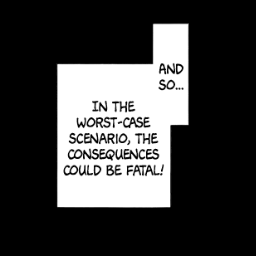 AND
SO...
IN THE
WORST-CASE
SCENARIO, THE
CONSEQUENCES
COULD BE FATAL!